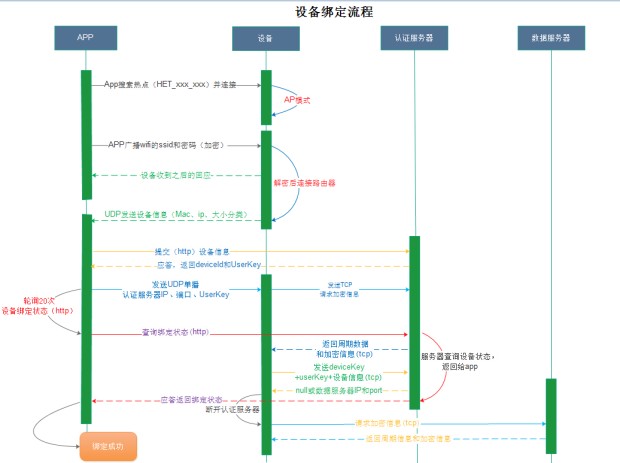 设备绑定流程
APP
设备
认证服务器
数据服务器
App搜索热点（HET_xxx_xxx）并连接
AP模式
APP广播wifi的ssid和密码（加密）
设备收到之后的回应
解密后连接路由器
UDP发送设备信息（Mac、ip、大小分类）
提交（http）设备信息
应答，返回deviceId和UserKey
发送UDP单播
认证服务器IP、端口、UserKey
发送TCP
请求加密信息
轮询20次
设备绑定状态（http）
查询绑定状态(http)
返回周期数据
和加密信息(tcp)
服务器查询设备状态，
返回给app
发送deviceKey
+userKey+设备信息(tcp)
null或数据服务器IP和port
应答返回绑定状态
断开认证服务器
请求加密信息(tcp)
返回周期信息和加密信息
绑定成功